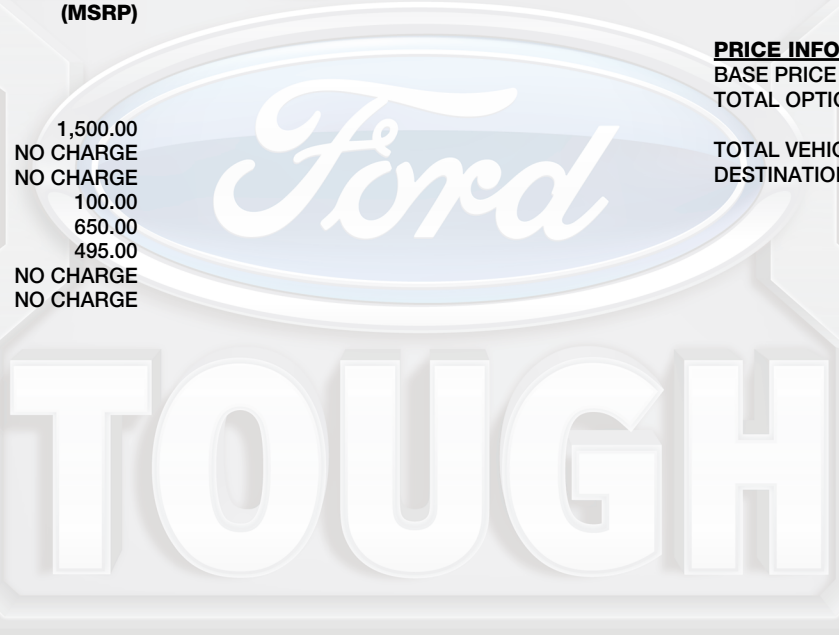 (MSRP)
1,500.00
NO CHARGE
NO CHARGE
100.00
650.00
495.00
NO CHARGE
NO CHARGE
PRICE INFO
BASE PRICE
TOTAL OPTIO
TOTAL VEHIC
DESTINATION
Ford
TOUGH